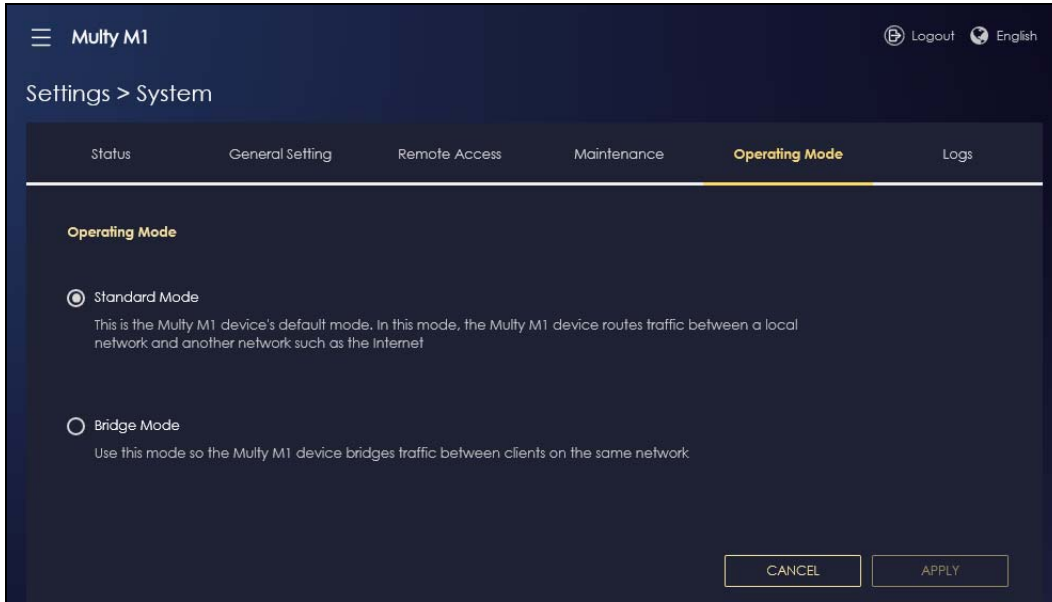 Multy M1
Logout
English
Settings > System
Status
General Setting
Remote Access
Maintenance
Operating Mode
Logs
Operating Mode
Standard Mode
This is the Multy M1 device's default mode. In this mode, the Multy M1 device routes traffic between a local
network and another network such as the Internet
Bridge Mode
Use this mode so the Multy M1 device bridges traffic between clients on the same network
CANCEL
APPLY